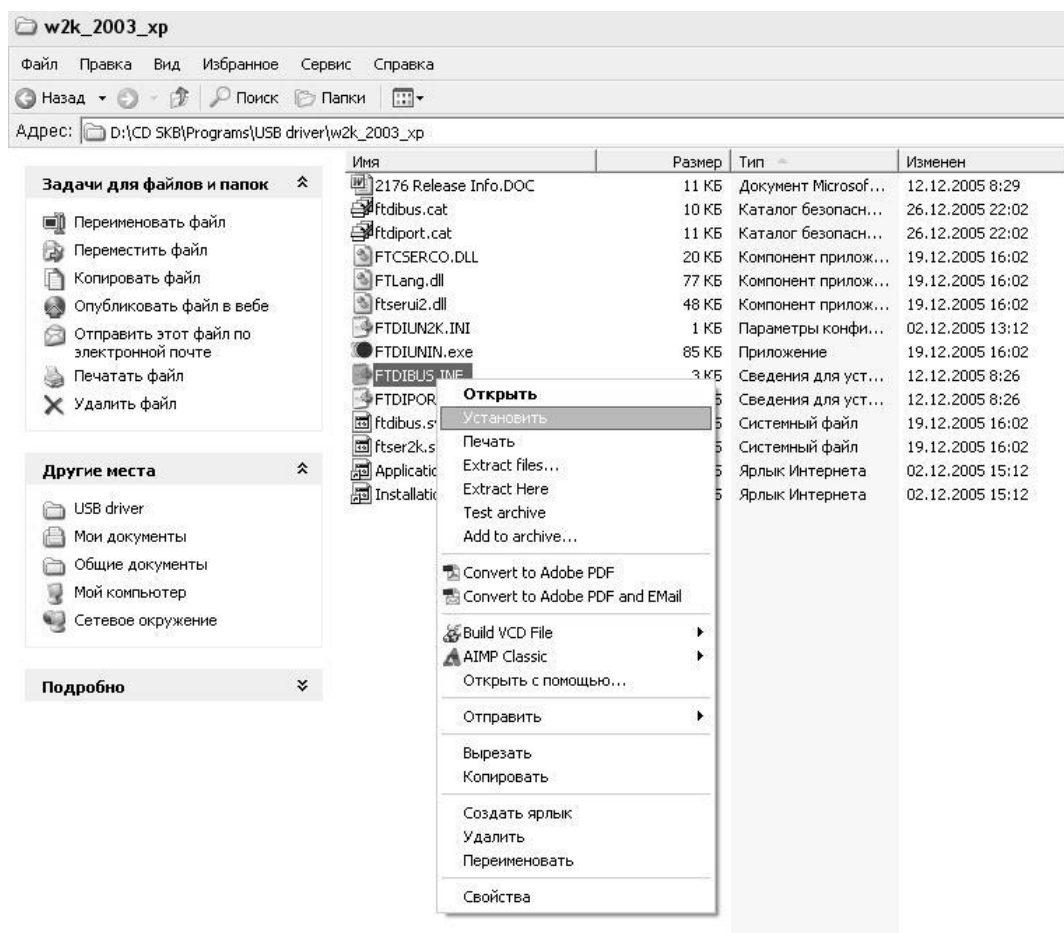 w2k_2003_xp
Файл Правка Вид Избранное Сервис Справка
Назад Поиск Папки
Адрес: D:\CD SKB\Programs\USB driver\w2k_2003_xp
Задачи для файлов и папок
Переименовать файл
Переместить файл
Копировать файл
Опубликовать файл в вебе
Отправить этот файл по
электронной почте
Печатать файл
Удалить файл
Другие места
USB driver
Мои документы
Общие документы
Мой компьютер
Сетевое окружение
Подробно
Имя Размер Тип Изменен
2176 Release Info.DOC 11 КБ Документ Microsof... 12.12.2005 8:29
ftdibus.cat 10 КБ Каталог безопасн... 26.12.2005 22:02
ftdiport.cat 11 КБ Каталог безопасн... 26.12.2005 22:02
FTCSERCO.DLL 20 КБ Компонент прилож... 19.12.2005 16:02
FTLang.dll 77 КБ Компонент прилож... 19.12.2005 16:02
ftserui2.dll 48 КБ Компонент прилож... 19.12.2005 16:02
FTDIUN2K.INI 1 КБ Параметры конфи... 02.12.2005 13:12
FTDIUNIN.exe 85 КБ Приложение 19.12.2005 16:02
FTDIBUS.INF 3 КБ Сведения для уст... 12.12.2005 8:26
FTDIPOR Б Сведения для уст... 12.12.2005 8:26
ftdibus.s Б Системный файл 19.12.2005 16:02
ftser2k.s Б Системный файл 19.12.2005 16:02
Applicatio Б Ярлык Интернета 02.12.2005 15:12
Installatio Б Ярлык Интернета 02.12.2005 15:12
Открыть
Установить
Печать
Extract files...
Extract Here
Test archive
Add to archive...
Convert to Adobe PDF
Convert to Adobe PDF and EMail
Build VCD File
AIMP Classic
Открыть с помощью...
Отправить
Вырезать
Копировать
Создать ярлык
Удалить
Переименовать
Свойства